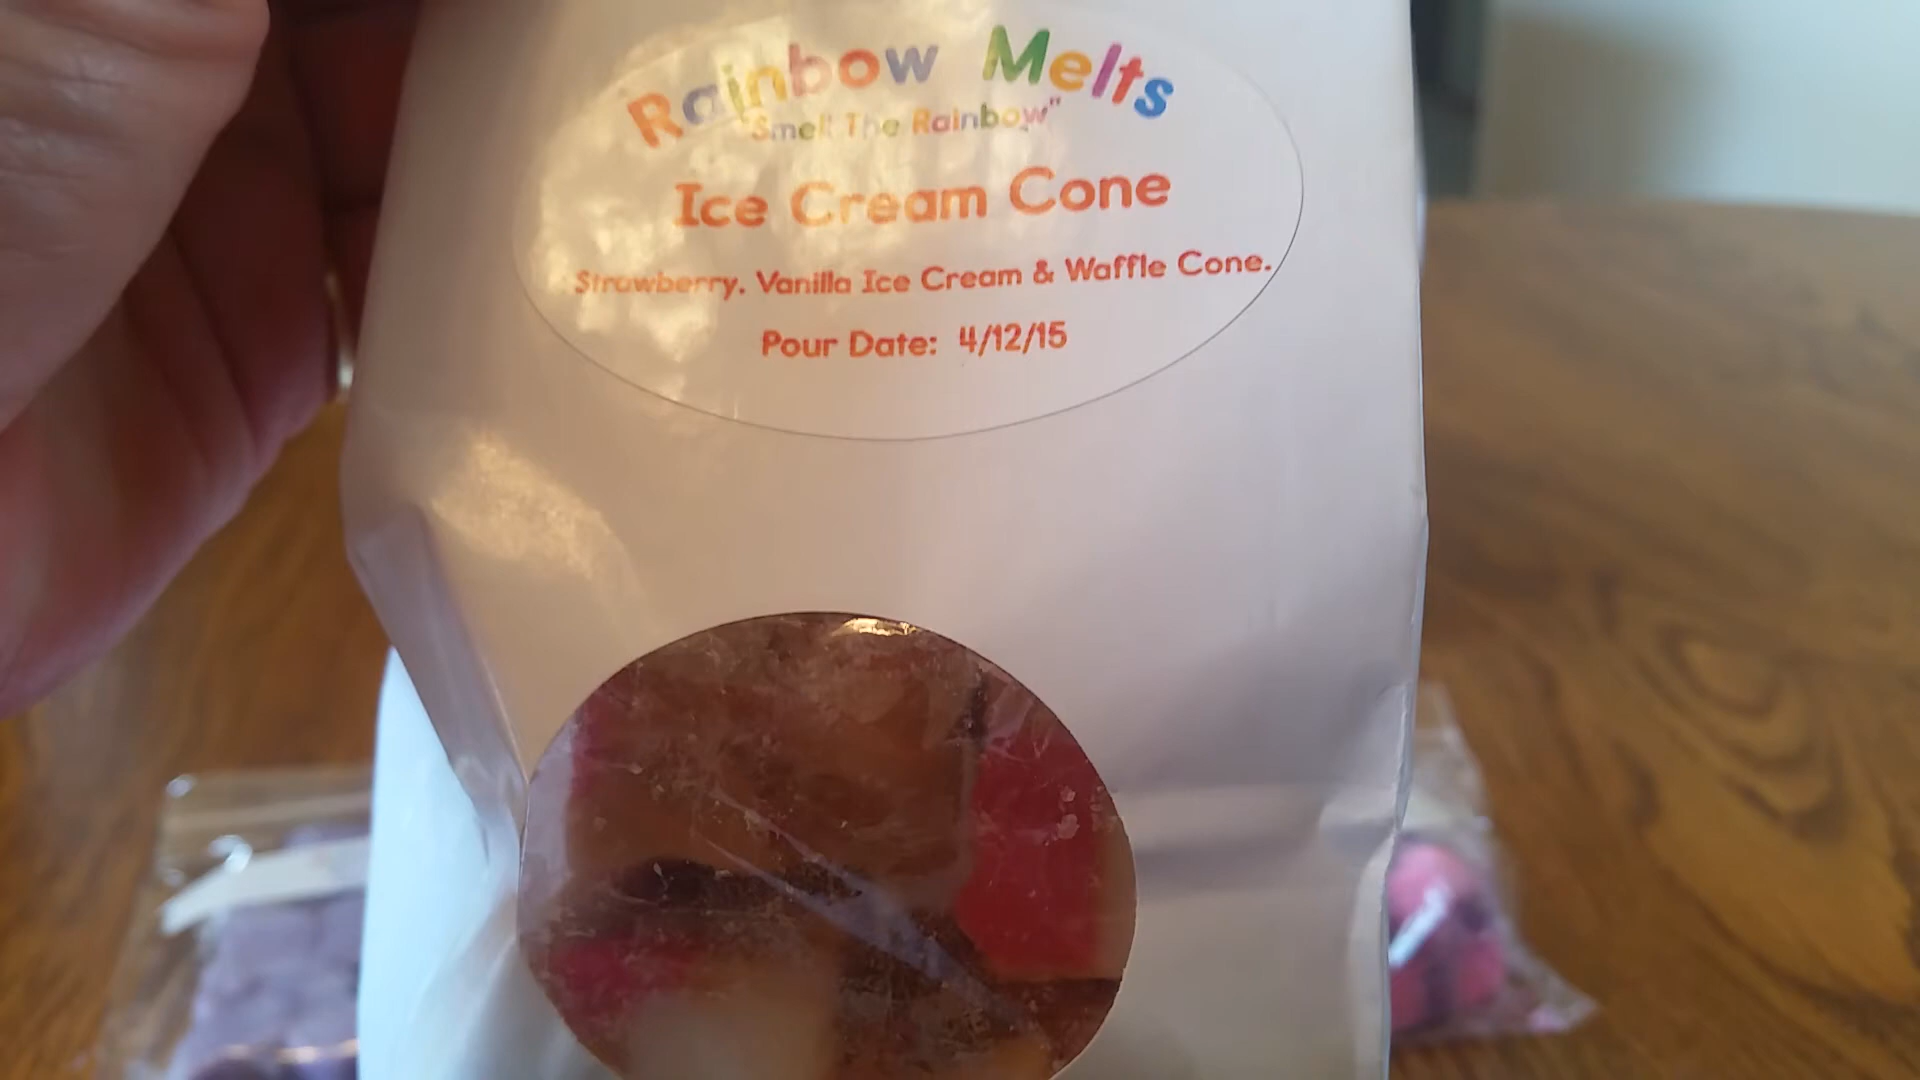 Rainbow Melts
"Smell The Rainbow"
Ice Cream Cone
Strawberry. Vanilla Ice Cream & Waffle Cone.
Pour Date: 4/12/15